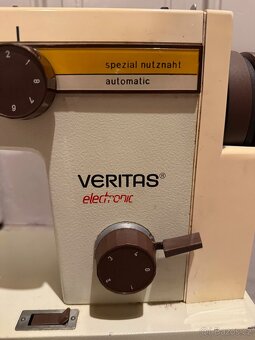 spezial nutznaht
automatic
VERITAS®
electronic